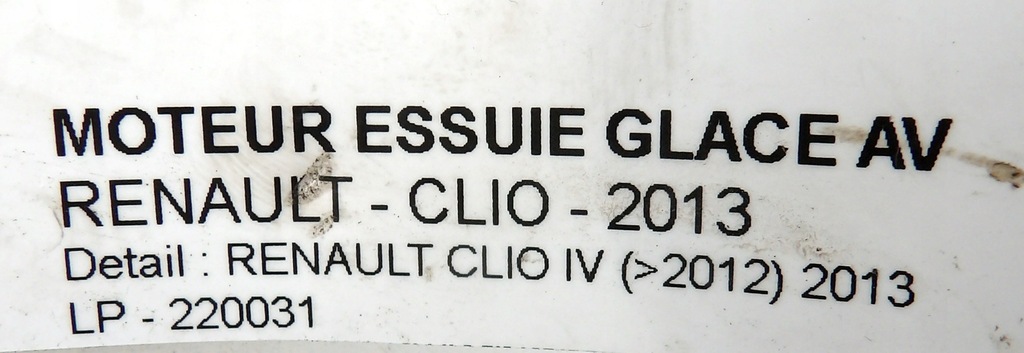 MOTEUR ESSUIE GLACE AV
RENAULT - CLIO - 2013
Detail : RENAULT CLIO IV (>2012) 2013
LP - 220031